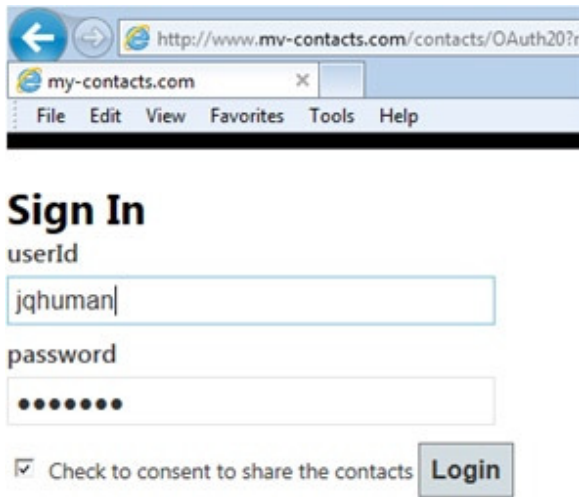 http://www.my-contacts.com/contacts/OAuth20?r
my-contacts.com
File Edit View Favorites Tools Help
Sign In
userId
jqhuman
password
•••••••
Check to consent to share the contacts Login